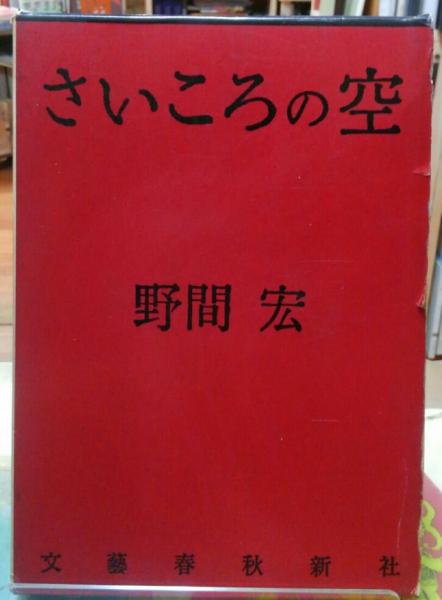 さいころの空
野間 宏
文藝春秋新社